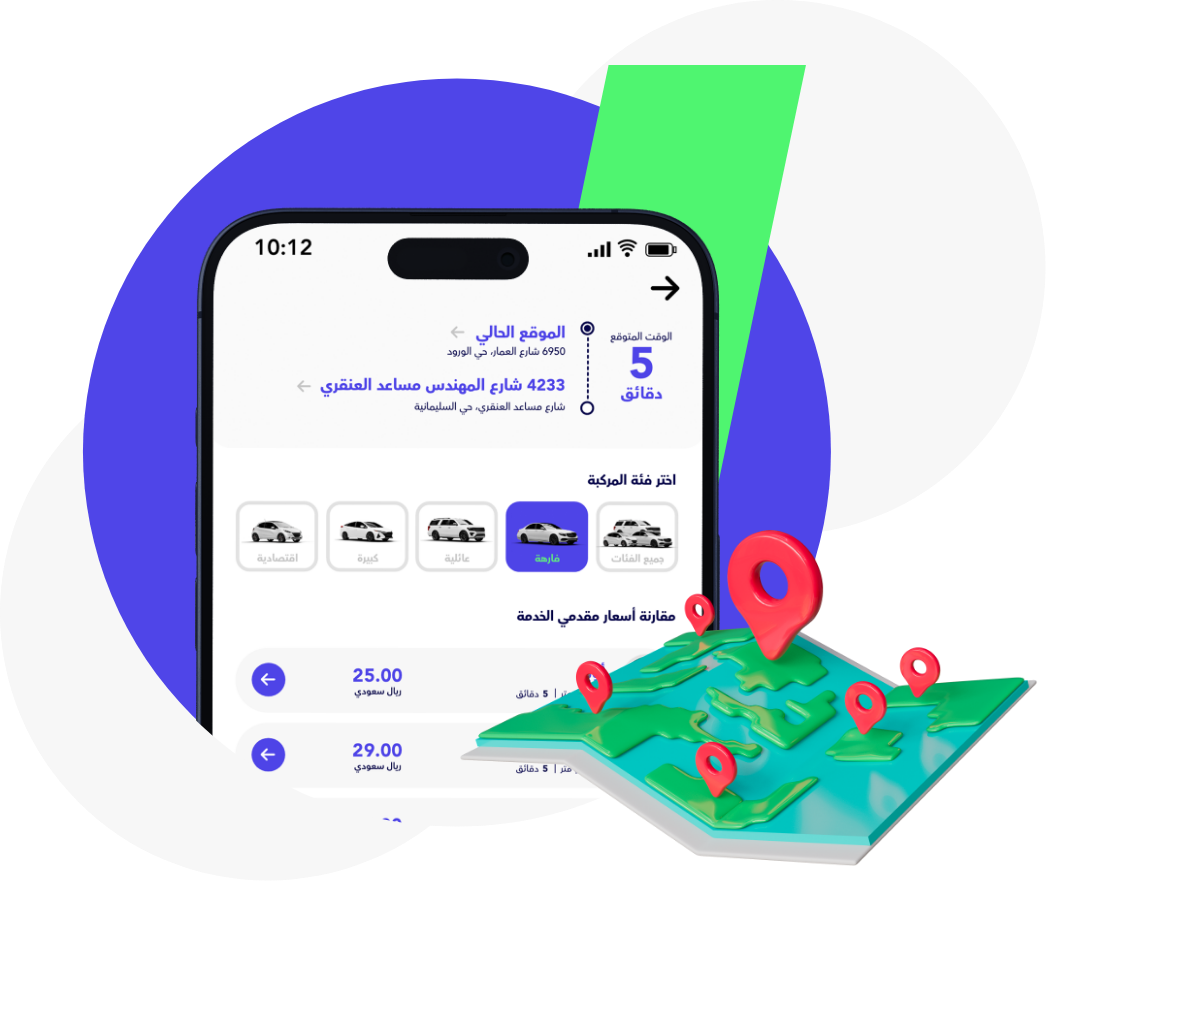 10:12
الوقت المتوقع
5
دقائق
الموقع الحالي
6950 شارع العمار، حي الورود
4233 شارع المهندس مساعد العنقري
شارع مساعد العنقري، حي السليمانية
اختر فئة المركبة
جميع الفئات
فارهة
عائلية
كبيرة
اقتصادية
مقارنة أسعار مقدمي الخدمة
25.00
ريال سعودي
متر | 5 دقائق
29.00
ريال سعودي
متر | 5 دقائق